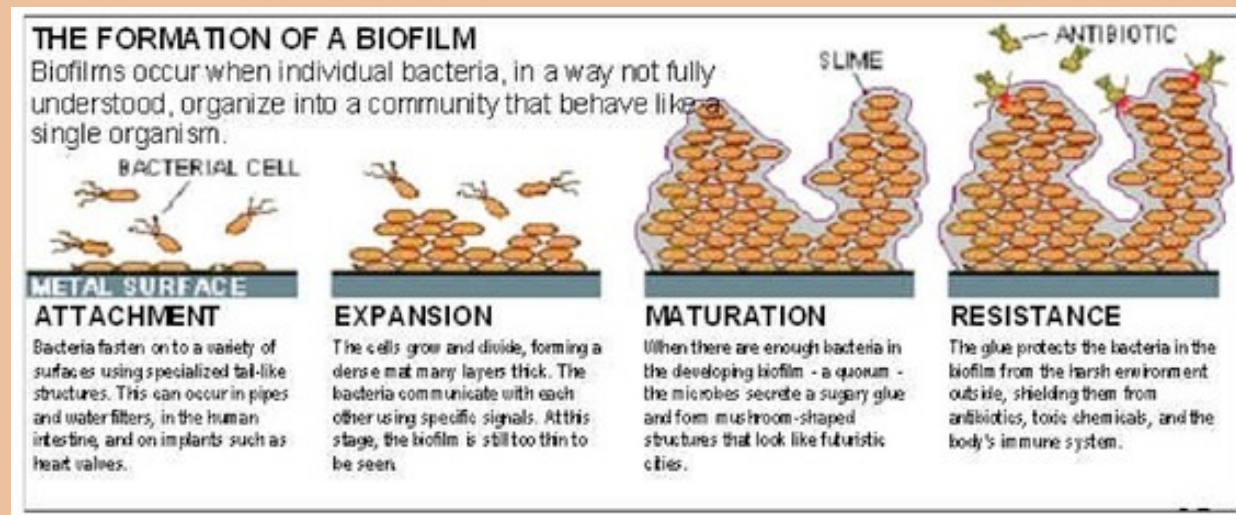 THE FORMATION OF A BIOFILM
Biofilms occur when individual bacteria, in a way not fully
understood, organize into a community that behave like a
single organism.
BACTERIAL CELL
SLIME
ANTIBIOTIC
METAL SURFACE
ATTACHMENT
Bacteria fasten on to a variety of
surfaces using specialized tail-like
structures. This can occur in pipes
and water filters, in the human
intestine, and on implants such as
heart valves.
EXPANSION
The cells grow and divide, forming a
dense mat many layers thick. The
bacteria communicate with each
other using specific signals. At this
stage, the biofilm is still too thin to
be seen.
MATURATION
When there are enough bacteria in
the developing biofilm - a quorum -
the microbes secrete a sugary glue
and form mushroom-shaped
structures that look like futuristic
cities.
RESISTANCE
The glue protects the bacteria in the
biofilm from the harsh environment
outside, shielding them from
antibiotics, toxic chemicals, and the
body's immune system.